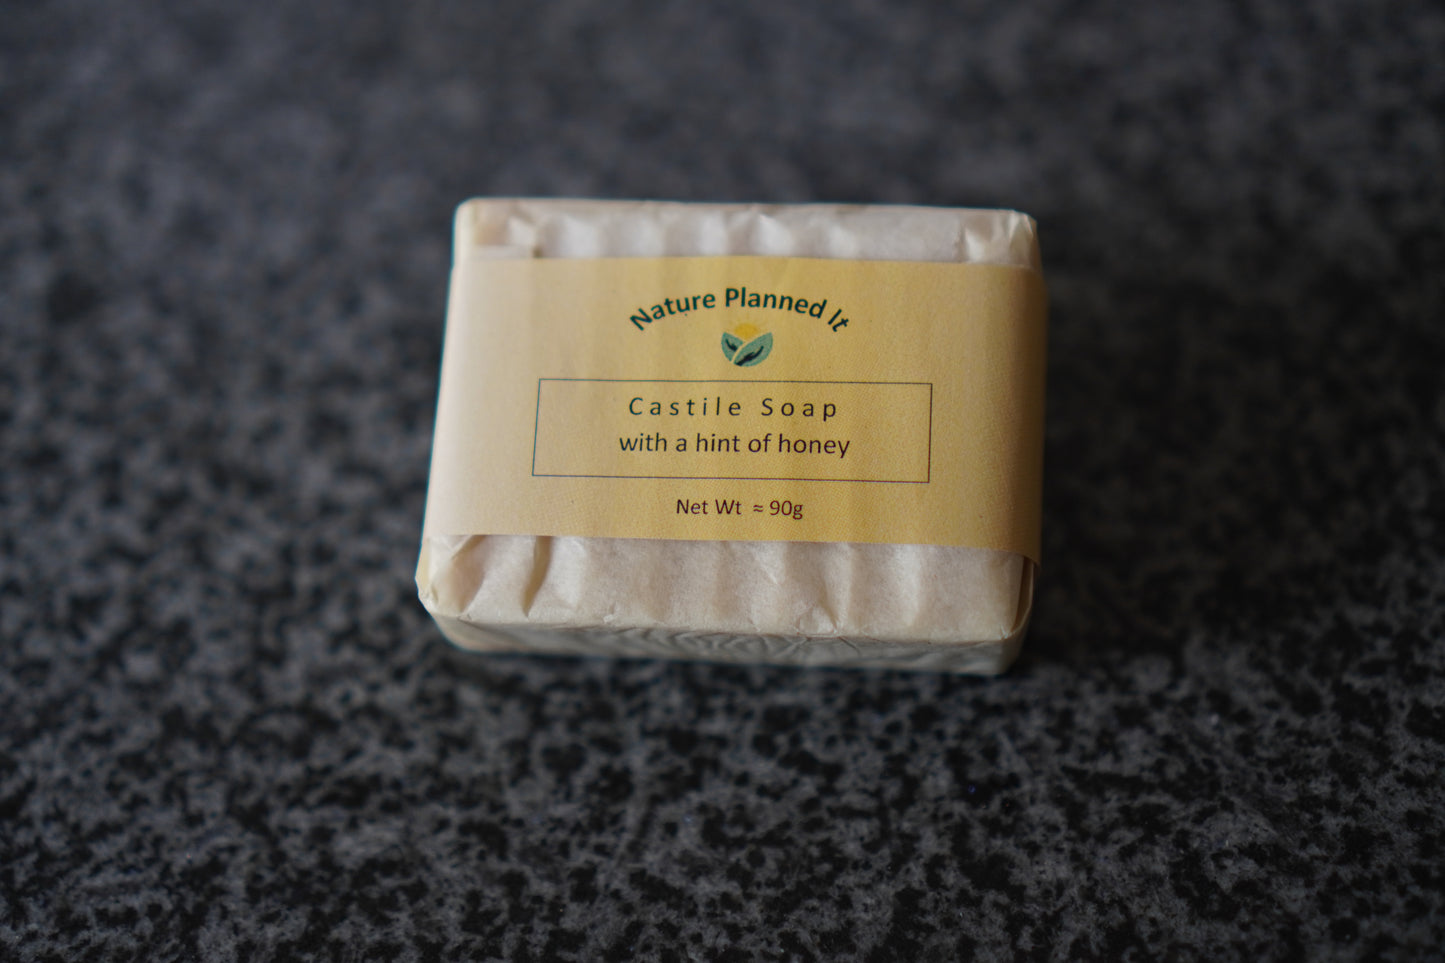 Nature Planned It
Castile Soap
with a hint of honey
Net Wt ≈ 90g